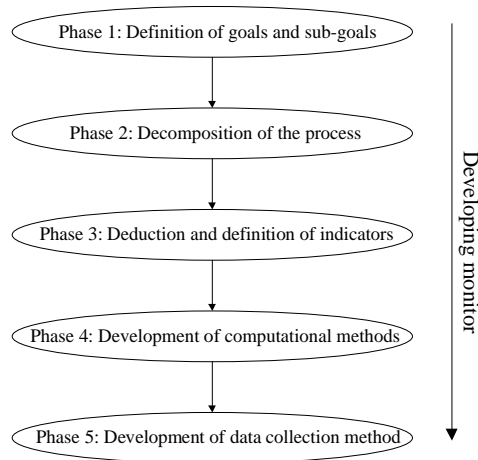 Phase 1: Definition of goals and sub-goals
Phase 2: Decomposition of the process
Phase 3: Deduction and definition of indicators
Phase 4: Development of computational methods
Phase 5: Development of data collection method
Developing monitor